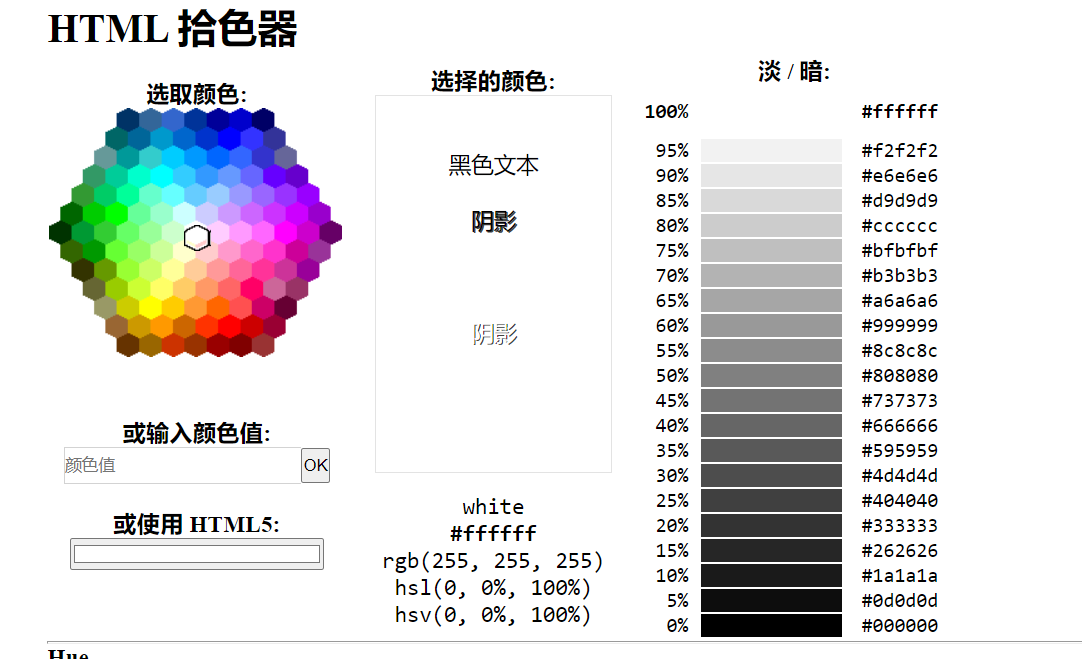 HTML 拾色器
选取颜色:
或输入颜色值:
颜色值 OK
或使用 HTML5:
选择的颜色:
黑色文本
阴影
阴影
white
#ffffff
rgb(255, 255, 255)
hsl(0, 0%, 100%)
hsv(0, 0%, 100%)
淡 / 暗:
100% #ffffff
95% #f2f2f2
90% #e6e6e6
85% #d9d9d9
80% #cccccc
75% #bfbfbf
70% #b3b3b3
65% #a6a6a6
60% #999999
55% #8c8c8c
50% #808080
45% #737373
40% #666666
35% #595959
30% #4d4d4d
25% #404040
20% #333333
15% #262626
10% #1a1a1a
5% #0d0d0d
0% #000000
Hue